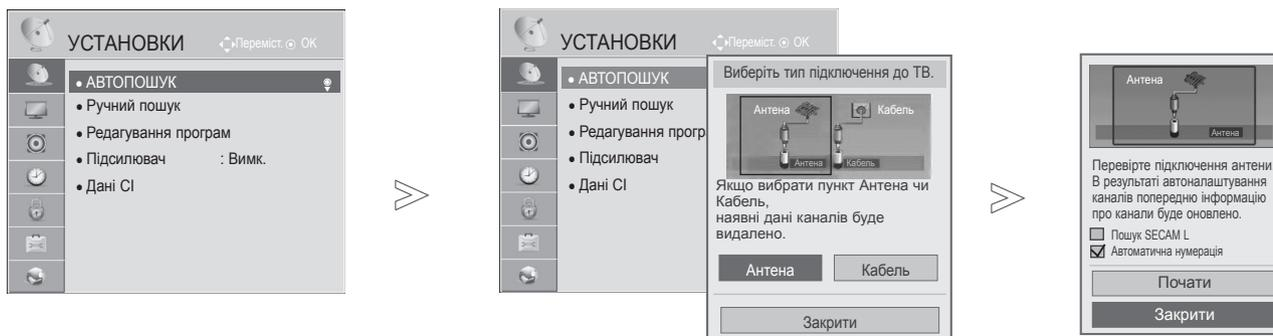 УСТАНОВКИ
Переміст. OK
• АВТОПОШУК
• Ручний пошук
• Редагування програм
• Підсилювач : Вимк.
• Дані CI
УСТАНОВКИ
Переміст. OK
• АВТОПОШУК
• Ручний пошук
• Редагування прогр
• Підсилювач
• Дані CI
Виберіть тип підключення до ТВ.
Антена Кабель
Антена Кабель
Якщо вибрати пункт Антена чи
Кабель,
наявні дані каналів буде
видалено.
Антена Кабель
Закрити
Антена
Антена
Перевірте підключення антени
В результаті автоналаштування
каналів попередню інформацію
про канали буде оновлено.
Пошук SECAM L
Автоматична нумерація
Почати
Закрити